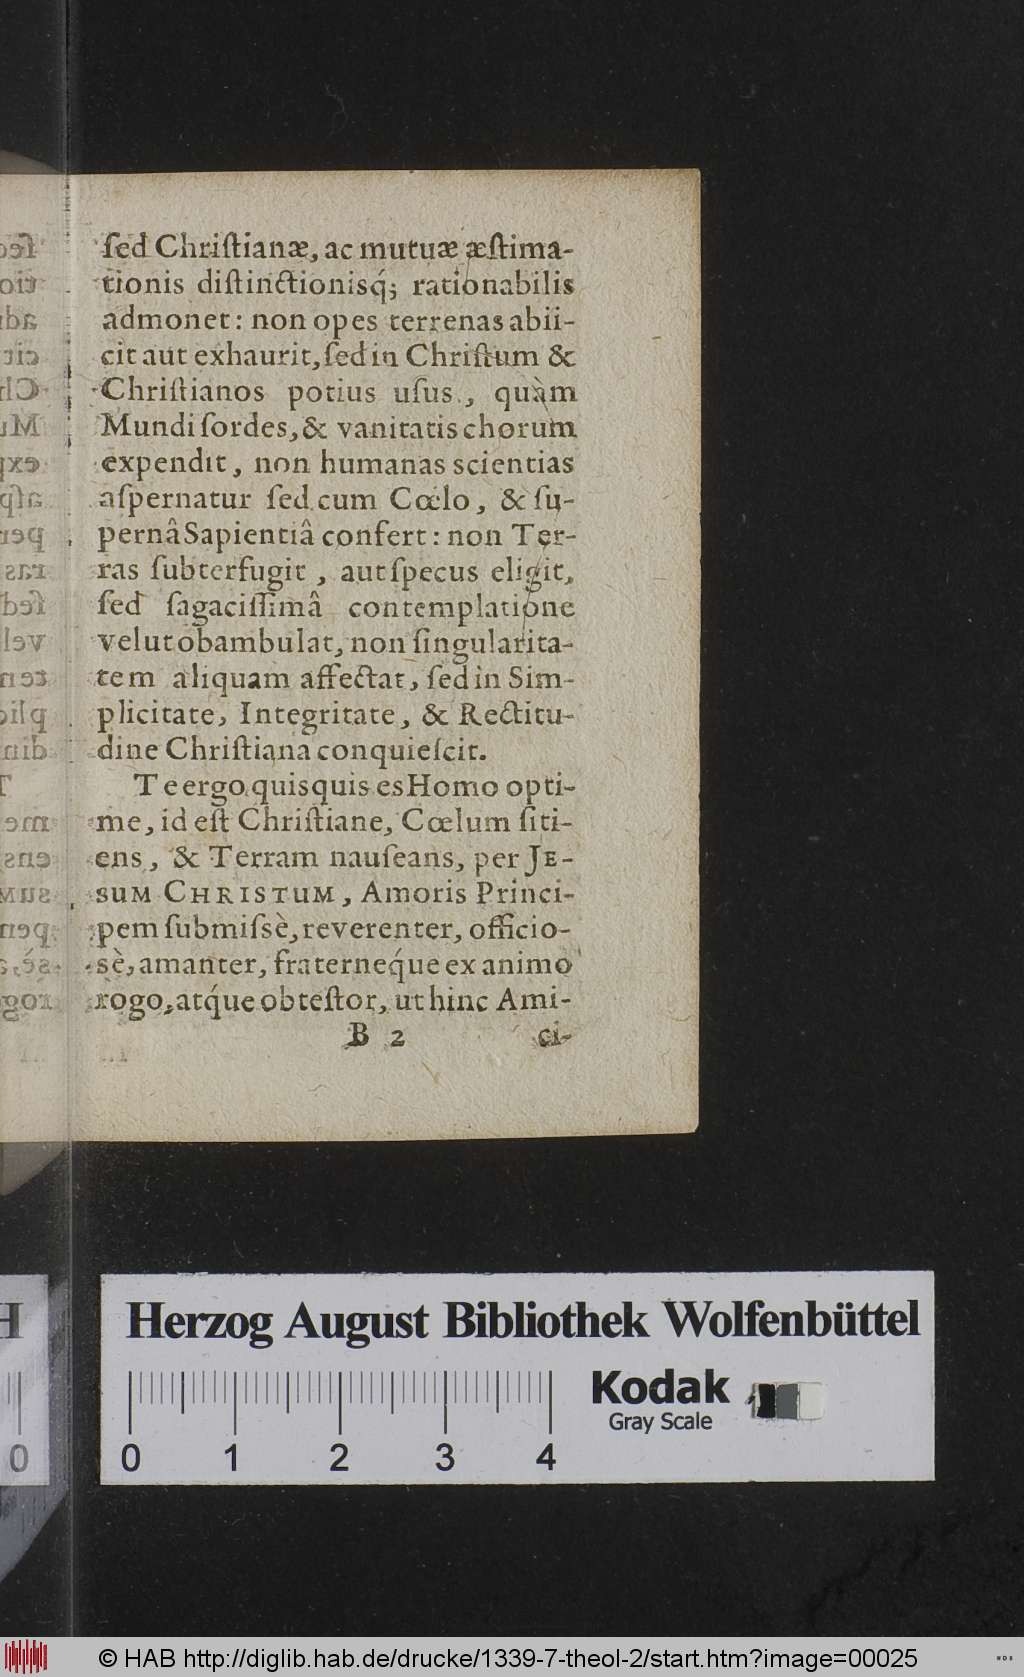 ſed Chriſtianæ, ac mutuæ æſtima-
tionis diſtinctionisq́; rationabilis
admonet: non opes terrenas abii-
cit aut exhaurit, ſed in Chriſtum &
Chriſtianos potius uſus, quàm
Mundi ſordes, & vanitatis chorum
expendit, non humanas scientias
aſpernatur ſed cum Cœlo, & ſu-
pernâ Sapientiâ confert: non Ter-
ras ſubterfugit, aut ſpecus eligit,
ſed ſagaciſſimâ contemplatione
velut obambulat, non ſingularita-
tem aliquam affectat, ſed in Sim-
plicitate, Integritate, & Rectitu-
dine Chriſtiana conquieſcit.
Te ergo quisquis es Homo opti-
me, id eſt Chriſtiane, Cœlum ſiti-
ens, & Terram nauſeans, per JE-
SUM CHRISTUM, Amoris Princi-
pem ſubmiſsè, reverenter, officio-
sè, amanter, fraterneq́ue ex animo
rogo, atq́ue obteſtor, ut hinc Ami-
B 2 ci-
Herzog August Bibliothek Wolfenbüttel
0 1 2 3 4
Kodak
Gray Scale
© HAB http://diglib.hab.de/drucke/1339-7-theol-2/start.htm?image=00025